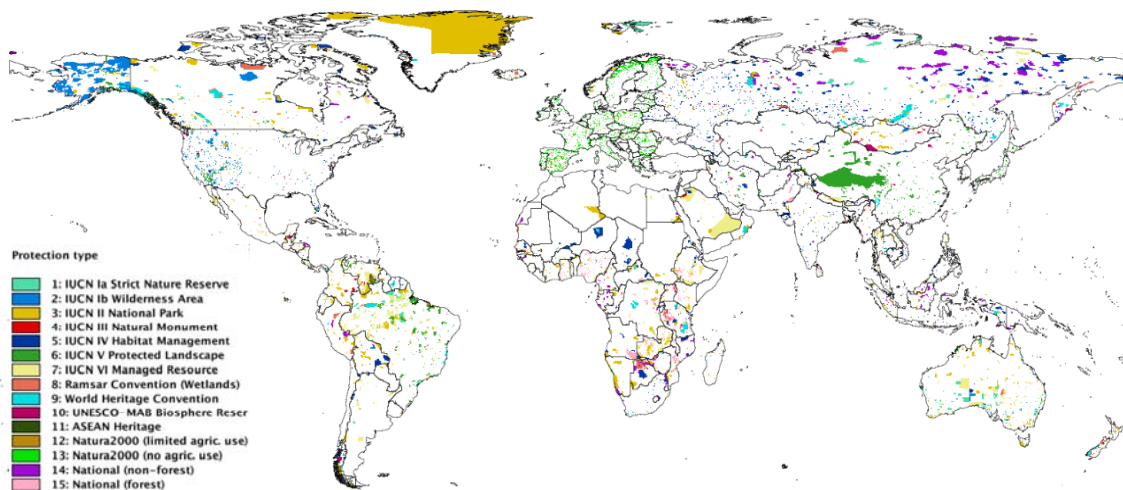 Protection type
1: IUCN Ia Strict Nature Reserve
2: IUCN Ib Wilderness Area
3: IUCN II National Park
4: IUCN III Natural Monument
5: IUCN IV Habitat Management
6: IUCN V Protected Landscape
7: IUCN VI Managed Resource
8: Ramsar Convention (Wetlands)
9: World Heritage Convention
10: UNESCO-MAB Biosphere Reser
11: ASEAN Heritage
12: Natura2000 (limited agric. use)
13: Natura2000 (no agric. use)
14: National (non-forest)
15: National (forest)